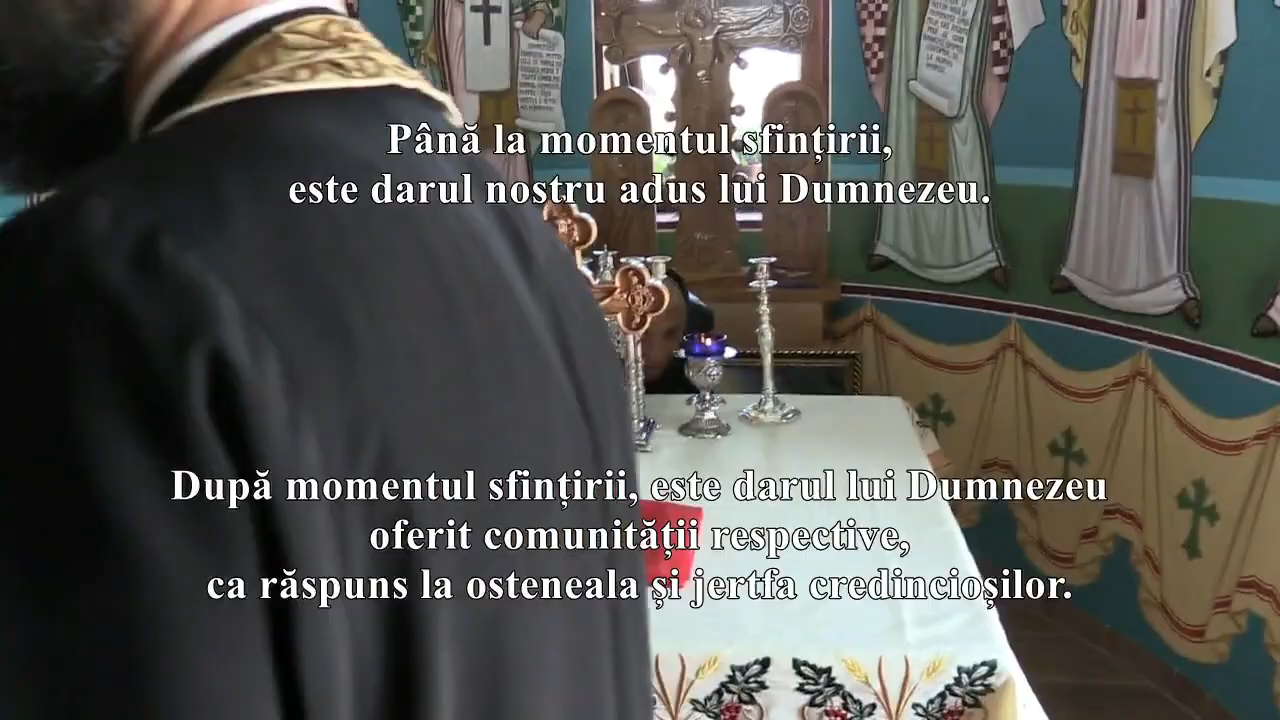 Până la momentul sfințirii,
este darul nostru adus lui Dumnezeu.
După momentul sfințirii, este darul lui Dumnezeu
oferit comunității respective,
ca răspuns la osteneala și jertfa credincioșilor.